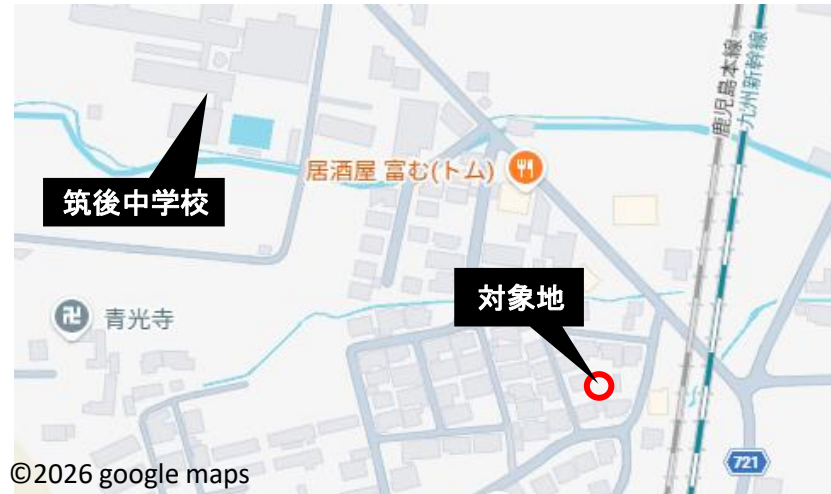 鹿児島本線
九州新幹線
居酒屋 富む(トム)
筑後中学校
対象地
卍
青光寺
721
©2026 google maps